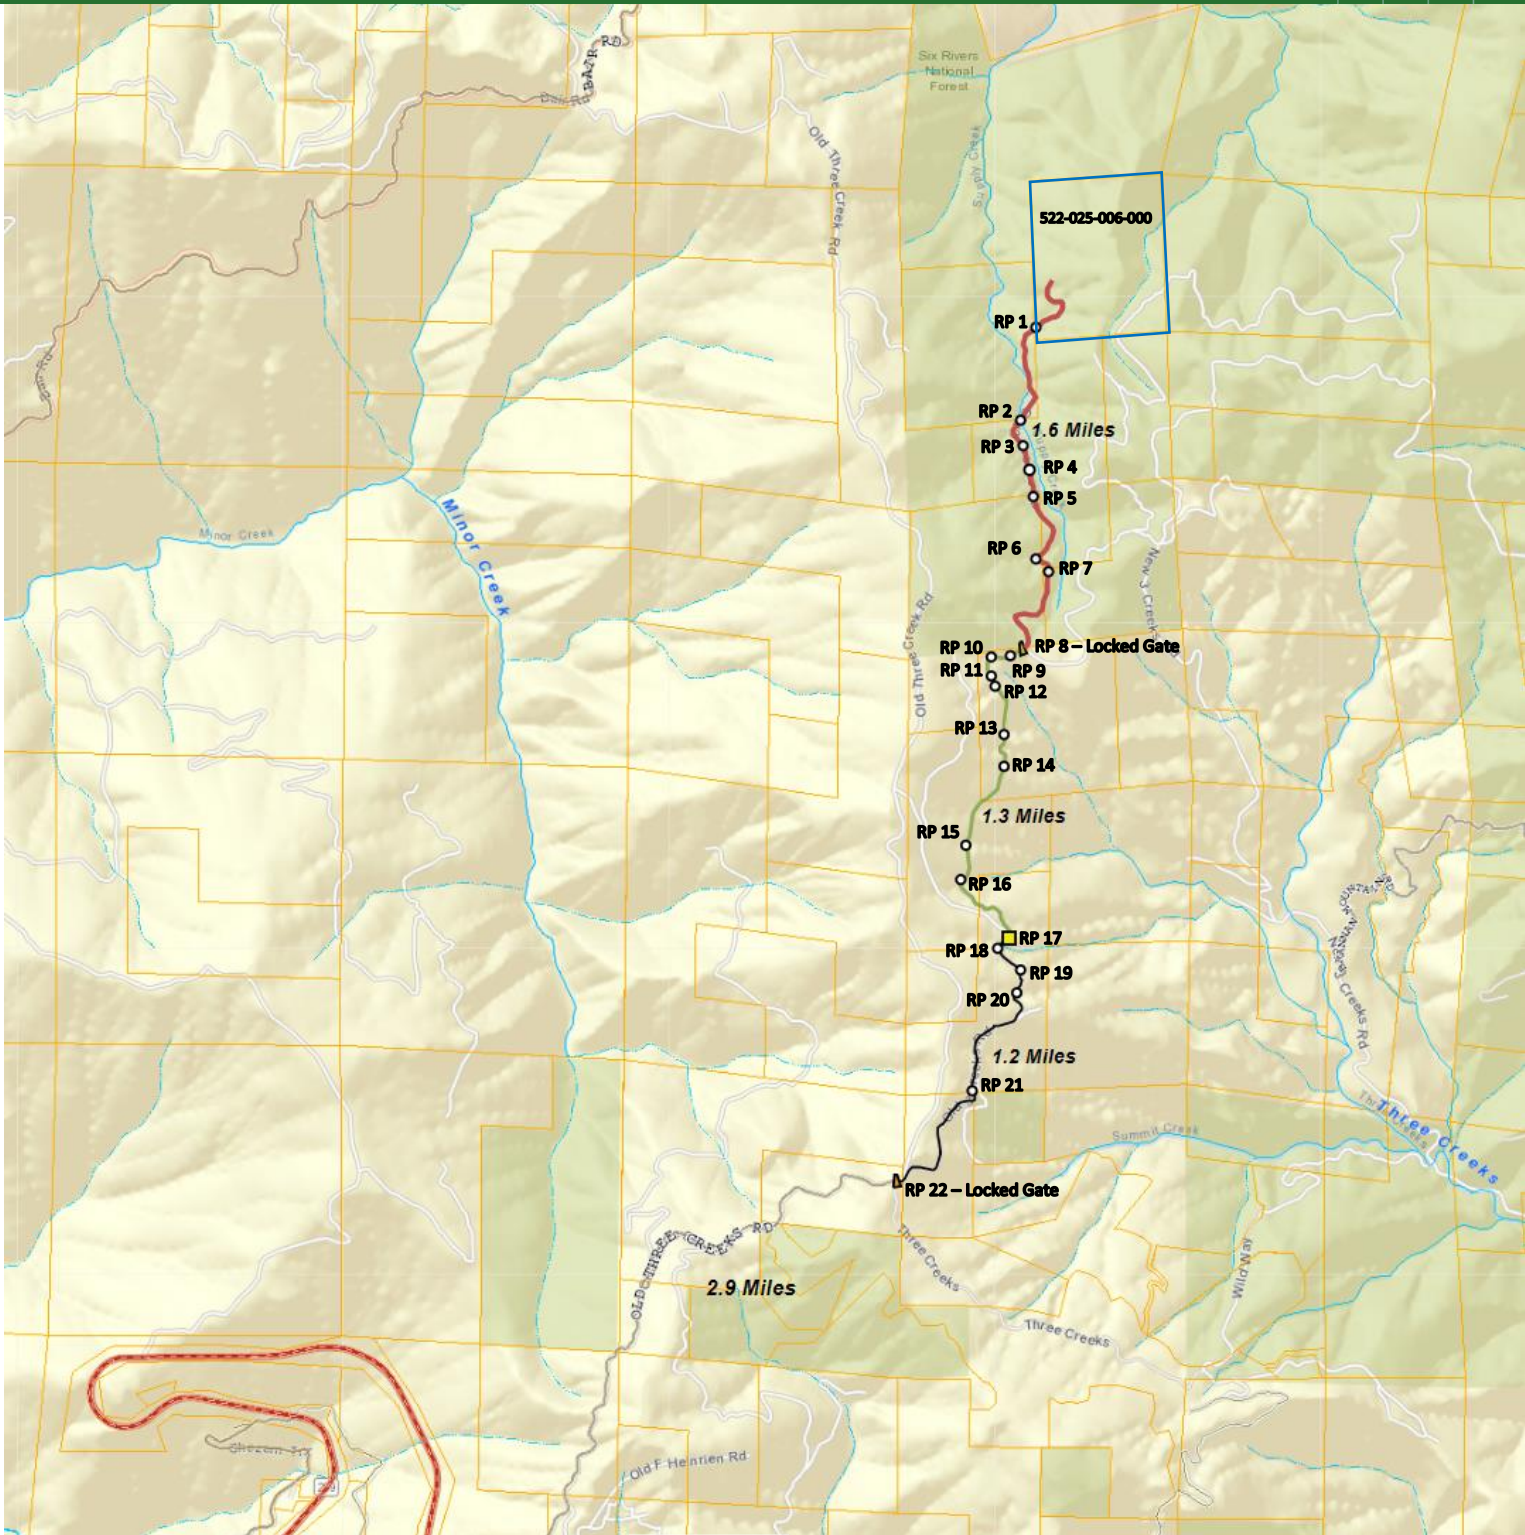 BAIR RD
Bair Rd
Six Rivers
National
Forest
Old Three Creek Rd
Supply Creek
522-025-006-000
RP 1
RP 2
1.6 Miles
RP 3
RP 4
RP 5
Minor Creek
Minor Creek
RP 6
RP 7
New 3 Creeks
Old Three Creek Rd
RP 10
RP 8 – Locked Gate
RP 9
RP 11
RP 12
RP 13
RP 14
1.3 Miles
RP 15
RP 16
RP 17
RP 18
RP 19
RP 20
Creeks Rd
1.2 Miles
RP 21
Three Creeks
Summit Creek
RP 22 – Locked Gate
OLD THREE CREEKS RD
Three Creeks
Wild Way
2.9 Miles
Three Creeks
Old F Heinrien Rd